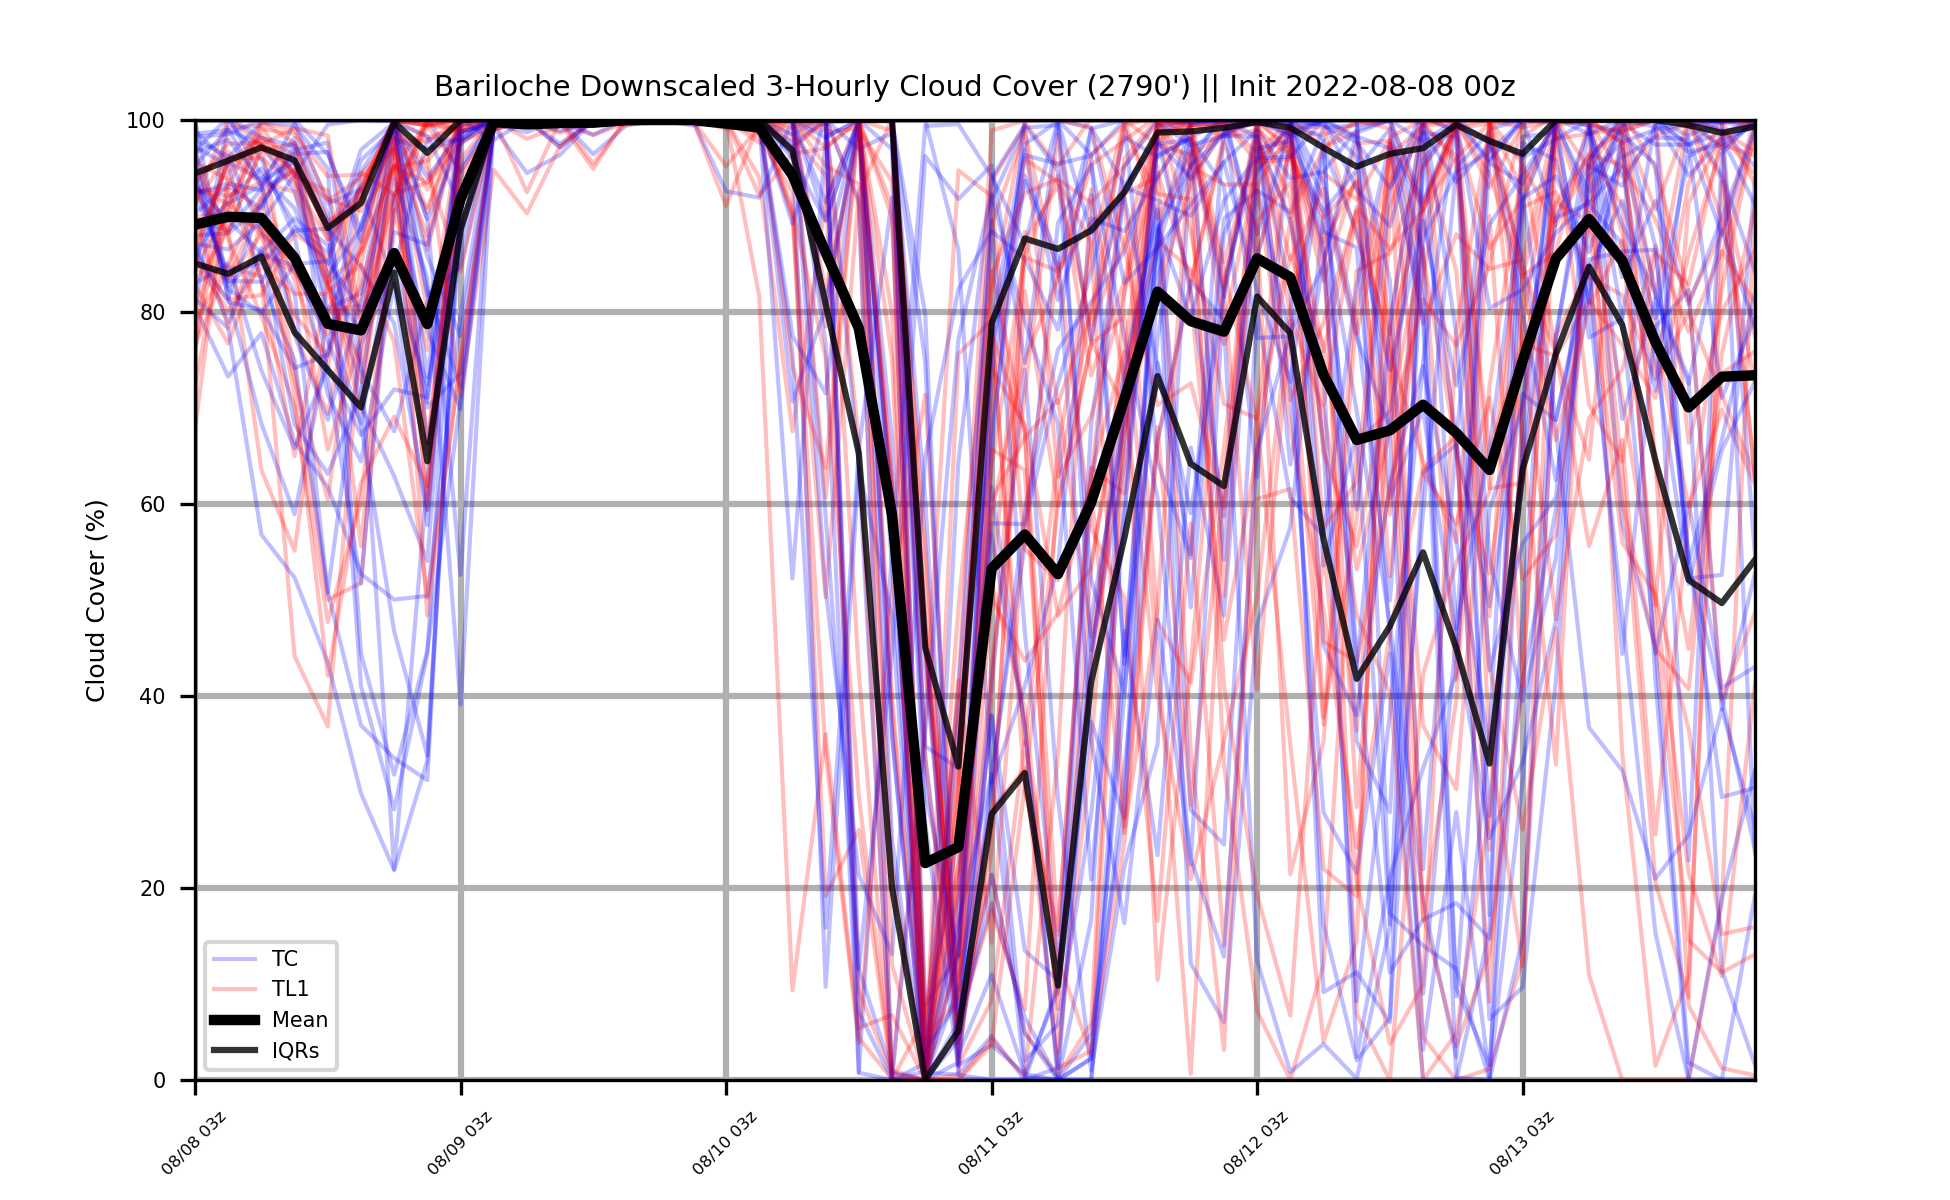 Bariloche Downscaled 3-Hourly Cloud Cover (2790') || Init 2022-08-08 00z
Cloud Cover (%)
100
80
60
40
20
0
TC
TL1
Mean
IQRs
08/08 03z
08/09 03z
08/10 03z
08/11 03z
08/12 03z
08/13 03z